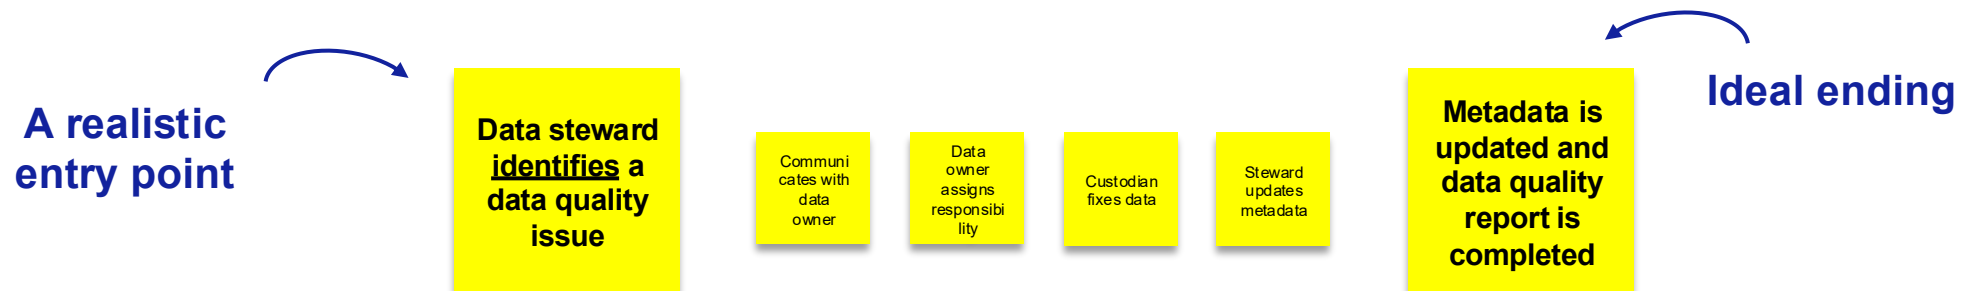 A realistic
entry point
Data steward
identifies a
data quality
issue
Communi
cates with
data
owner
Data
owner
assigns
responsibi
lity
Custodian
fixes data
Steward
updates
metadata
Metadata is
updated and
data quality
report is
completed
Ideal ending